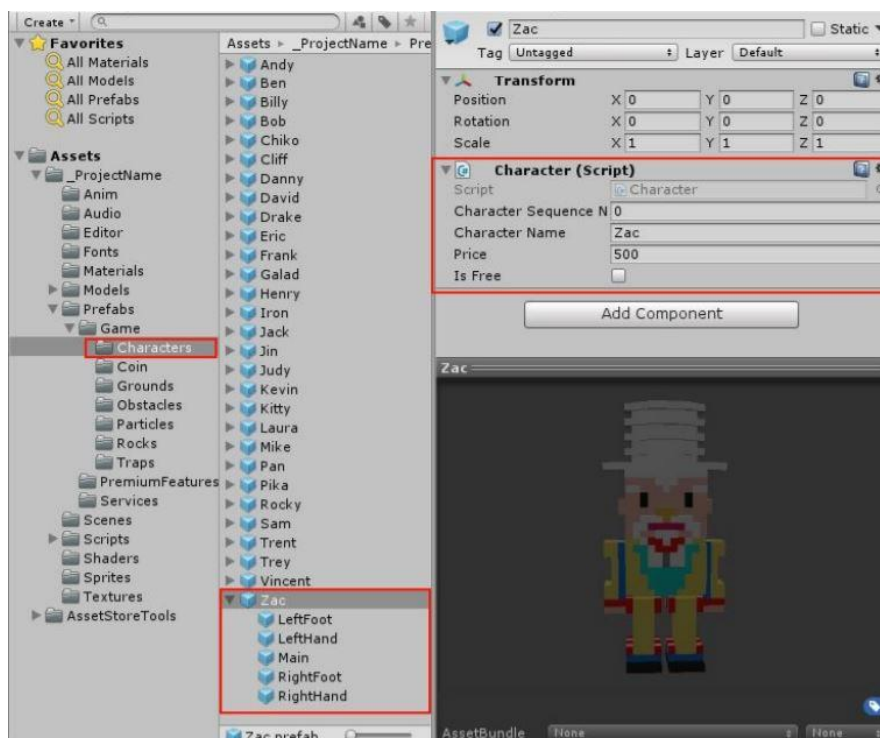 Create
Favorites
All Materials
All Models
All Prefabs
All Scripts
Assets
_ProjectName
Anim
Audio
Editor
Fonts
Materials
Models
Prefabs
Game
Characters
Coin
Grounds
Obstacles
Particles
Rocks
Traps
PremiumFeatures
Services
Scenes
Scripts
Shaders
Sprites
Textures
AssetStoreTools
Assets _ProjectName Pre
Andy
Ben
Billy
Bob
Chiko
Cliff
Danny
David
Drake
Eric
Frank
Galad
Henry
Iron
Jack
Jin
Judy
Kevin
Kitty
Laura
Mike
Pan
Pika
Rocky
Sam
Trent
Trey
Vincent
Zac
LeftFoot
LeftHand
Main
RightFoot
RightHand
Zac.prefab
Zac Static
Tag Untagged Layer Default
Transform
Position X 0 Y 0 Z 0
Rotation X 0 Y 0 Z 0
Scale X 1 Y 1 Z 1
Character (Script)
Script Character
Character Sequence N 0
Character Name Zac
Price 500
Is Free
Add Component
Zac
AssetBundle None None